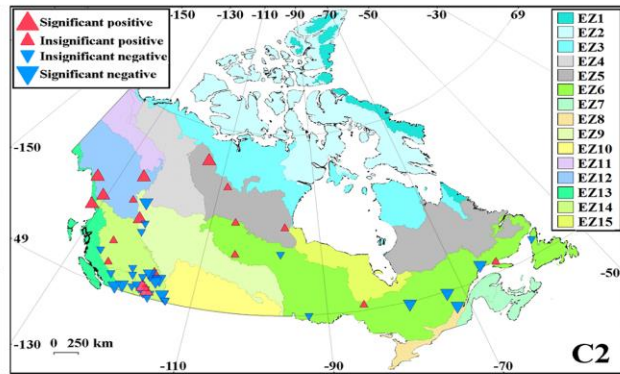 -150 -130 -110 -90 -70 -60 -50 -30 69
Significant positive
Insignificant positive
Insignificant negative
Significant negative
EZ1
EZ2
EZ3
EZ4
EZ5
EZ6
EZ7
EZ8
EZ9
EZ10
EZ11
EZ12
EZ13
EZ14
EZ15
-150
49
-50
-130
0 250 km
-110
-90
-70
C2